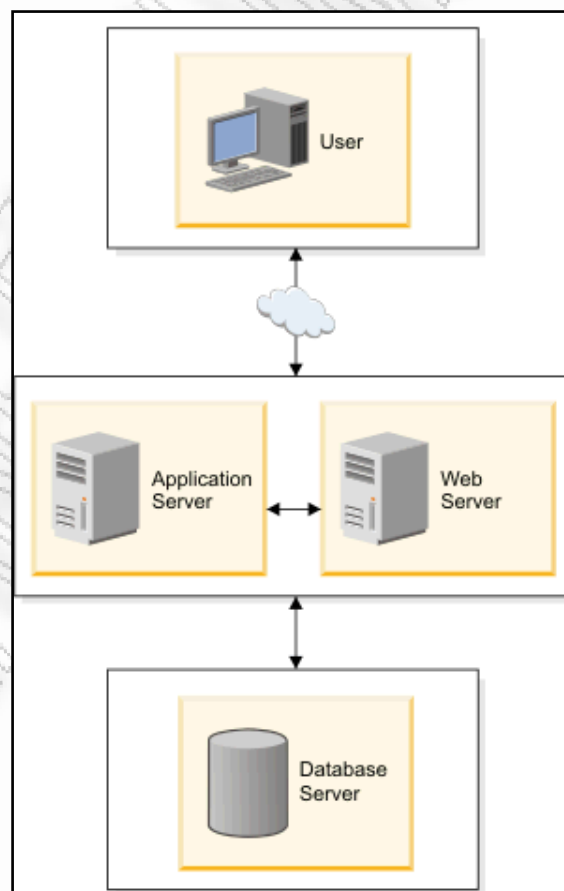 User
Application
Server
Web
Server
Database
Server